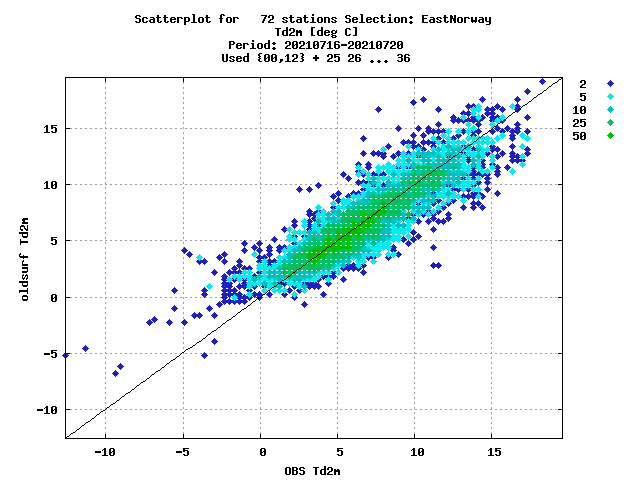 Scatterplot for 72 stations Selection: EastNorway
Td2m [deg C]
Period: 20210716-20210720
Used {00,12} + 25 26 ... 36
2
5
10
25
50
15
10
5
0
-5
-10
oldsurf Td2m
-10 -5 0 5 10 15
OBS Td2m